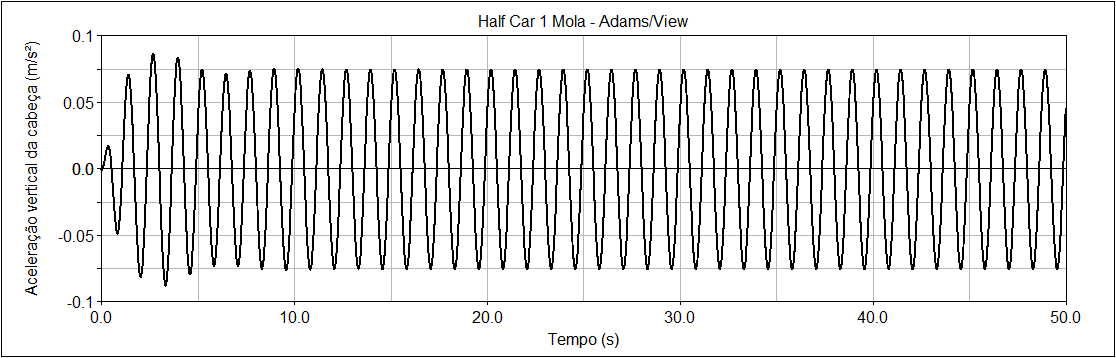 Half Car 1 Mola - Adams/View
Aceleração vertical da cabeça (m/s²)
0.1
0.05
0.0
-0.05
-0.1
0.0 10.0 20.0 30.0 40.0 50.0
Tempo (s)